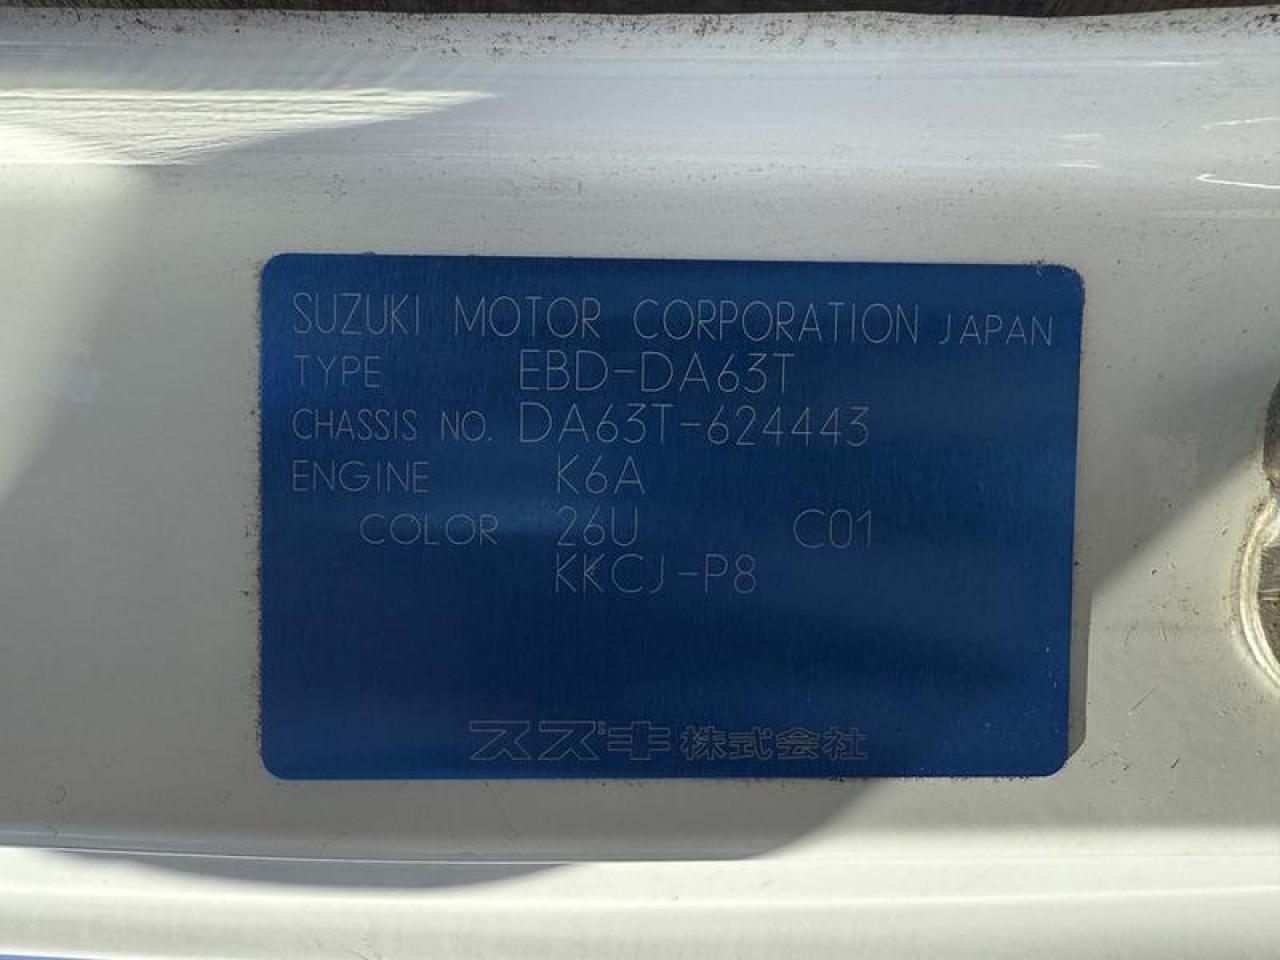 SUZUKI MOTOR CORPORATION JAPAN
TYPE EBD-DA63T
CHASSIS NO. DA63T-624443
ENGINE K6A
COLOR 26U C01
KKCJ-P8
スズキ株式会社